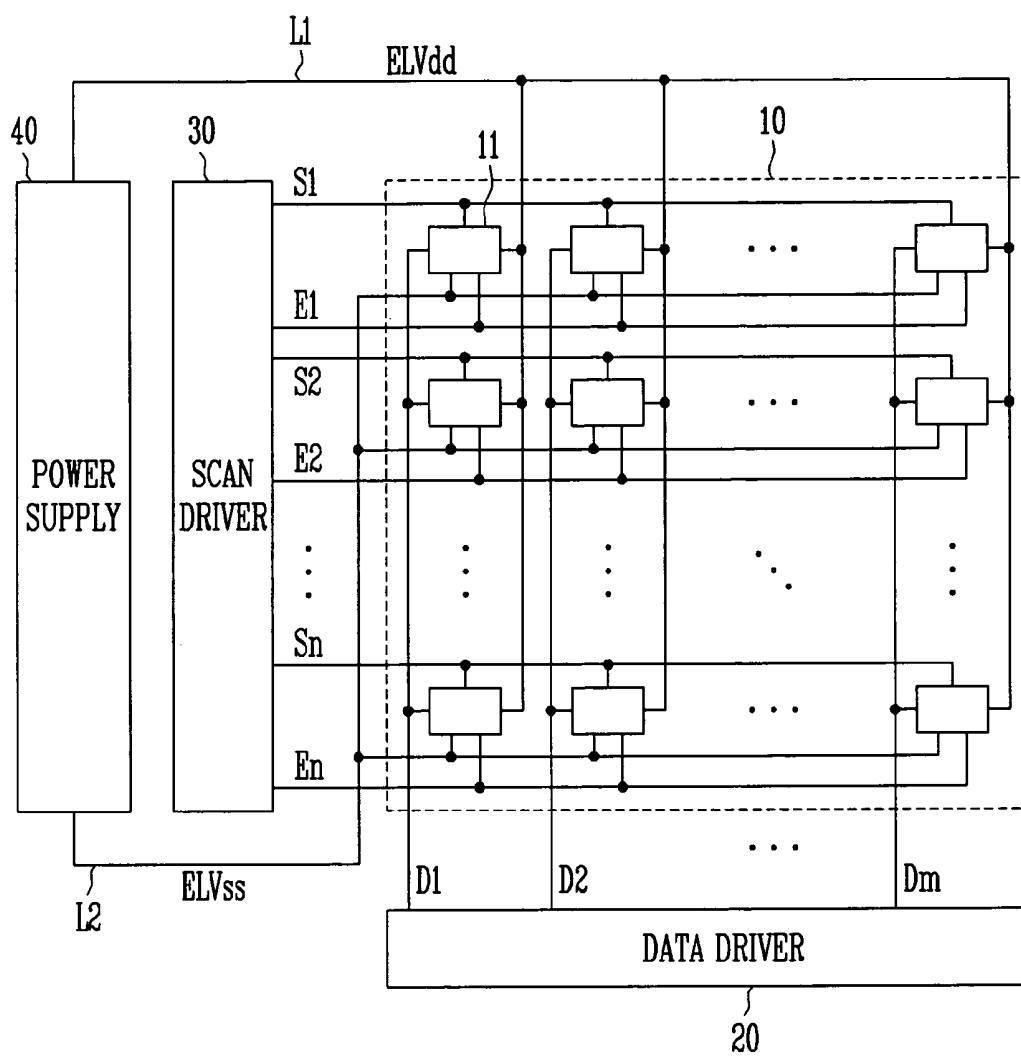 L1
ELVdd
40
30
10
11
S1
E1
S2
E2
POWER
SUPPLY
SCAN
DRIVER
Sn
En
ELVss
L2
D1
D2
Dm
DATA DRIVER
20